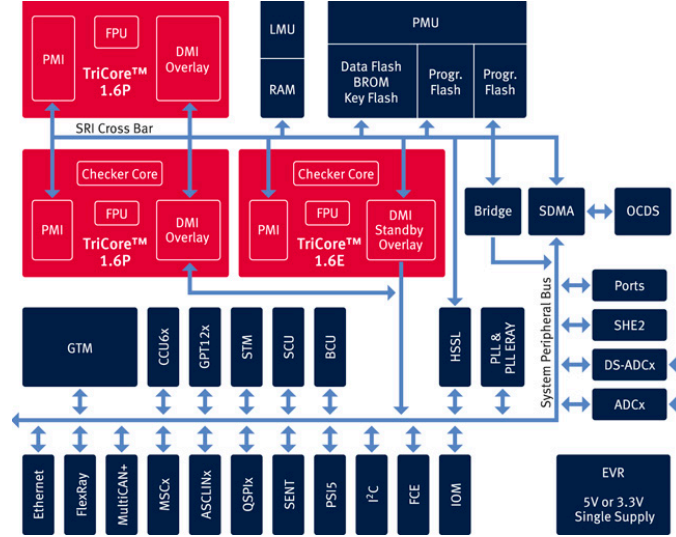 FPU
PMI
DMI
Overlay
TriCore™
1.6P
LMU
RAM
PMU
Data Flash
BROM
Key Flash
Progr.
Flash
Progr.
Flash
SRI Cross Bar
Checker Core
PMI
FPU
DMI
Overlay
TriCore™
1.6P
Checker Core
PMI
FPU
DMI
Standby
Overlay
TriCore™
1.6E
Bridge
SDMA
OCDS
System Peripheral Bus
Ports
SHE2
DS-ADCx
ADCx
GTM
CCU6x
GPT12x
STM
SCU
BCU
HSSL
PLL &
PLL ERAY
Ethernet
FlexRay
MultiCAN+
MSCx
ASCLINx
QSPIx
SENT
PSI5
I²C
FCE
IOM
EVR
5V or 3.3V
Single Supply